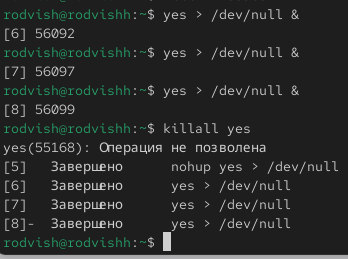 rodvish@rodvishh:~$ yes > /dev/null &
[6] 56092
rodvish@rodvishh:~$ yes > /dev/null &
[7] 56097
rodvish@rodvishh:~$ yes > /dev/null &
[8] 56099
rodvish@rodvishh:~$ killall yes
yes(55168): Операция не позволена
[5]   Завершено      nohup yes > /dev/null
[6]   Завершено      yes > /dev/null
[7]   Завершено      yes > /dev/null
[8]-  Завершено      yes > /dev/null
rodvish@rodvishh:~$